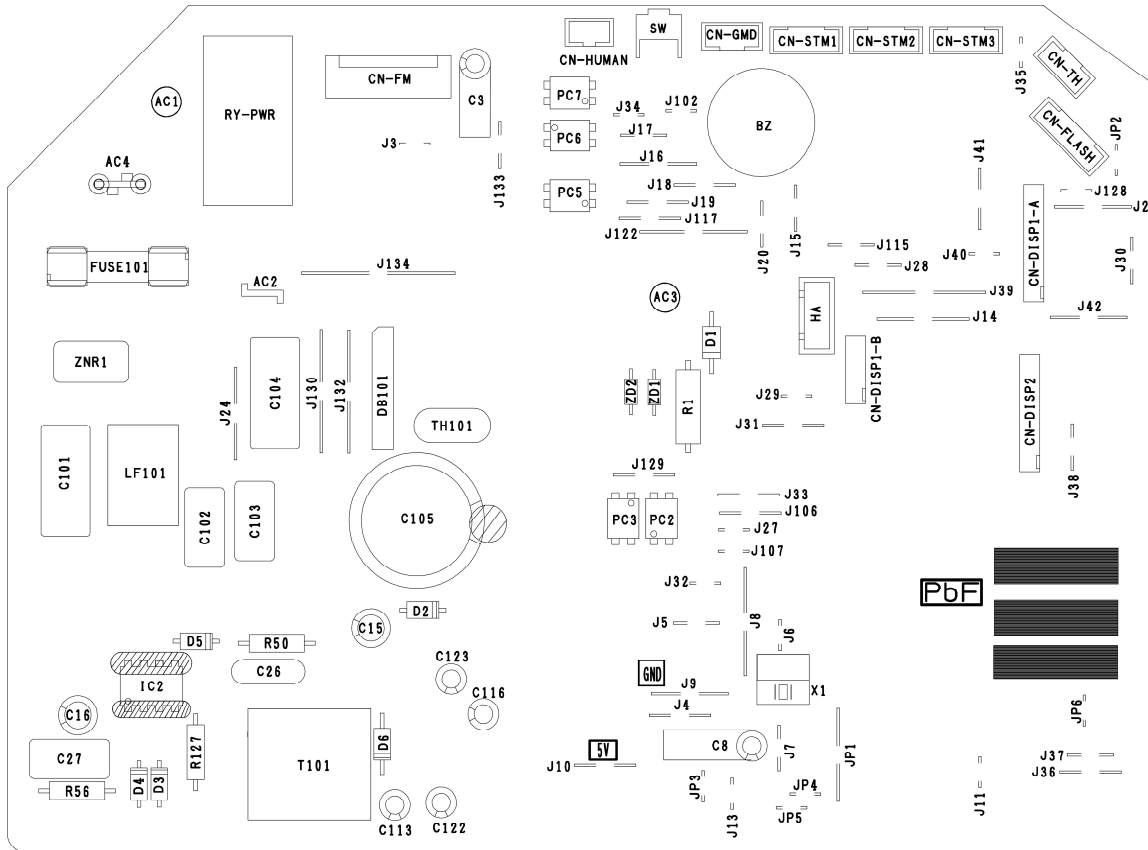 SW
CN-GMD
CN-STM1
CN-STM2
CN-STM3
CN-HUMAN
CN-FM
J35
CN-TH
PC7
C3
AC1
RY-PWR
J34
J102
BZ
CN-FLASH
JP2
PC6
J17
J3
J41
AC4
J16
J133
PC5
J18
J128
J19
J2
J117
J122
J20
J15
J115
J40
J30
CN-DISP1-A
FUSE101
J134
J28
AC2
AC3
J39
HA
J14
J42
D1
ZNR1
C104
J130
J132
DB101
J24
ZD2
ZD1
R1
J29
CN-DISP1-B
CN-DISP2
TH101
J31
C101
LF101
J129
J38
C102
C103
C105
PC3
PC2
J33
J106
J27
J107
J32
PbF
D2
J5
J8
J6
C15
D5
R50
C123
GND
C26
IC2
J9
X1
C116
J4
C16
JP6
C27
R127
D6
T101
C8
J7
JP1
5V
J10
J37
J36
R56
D4
D3
JP3
JP4
J11
JP5
J13
C113
C122